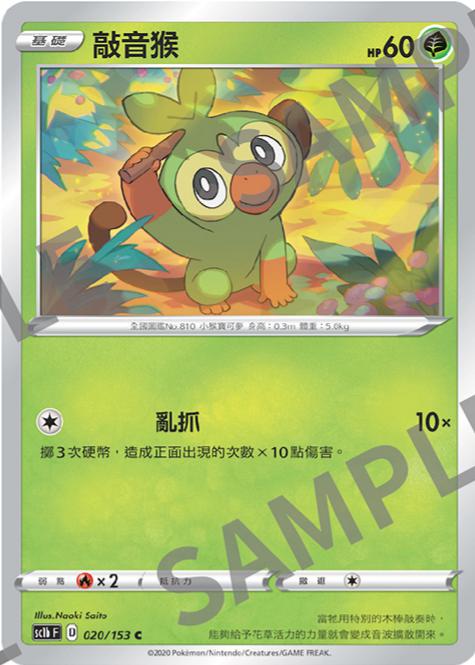 基礎 敲音猴 HP60
全國圖鑑No.810 小猴寶可夢 身高:0.3m 體重:5.0kg
亂抓 10×
擲3次硬幣,造成正面出現的次數×10點傷害。
弱點 ×2 抵抗力 撤退
Illus.Naoki Saito
sc1b F D 020/153 C
當牠用特別的木棒敲奏時,
能夠給予花草活力的力量就會變成音波擴散開來。
©2020 Pokémon/Nintendo/Creatures/GAME FREAK.
SAMPLE
SAMPLE